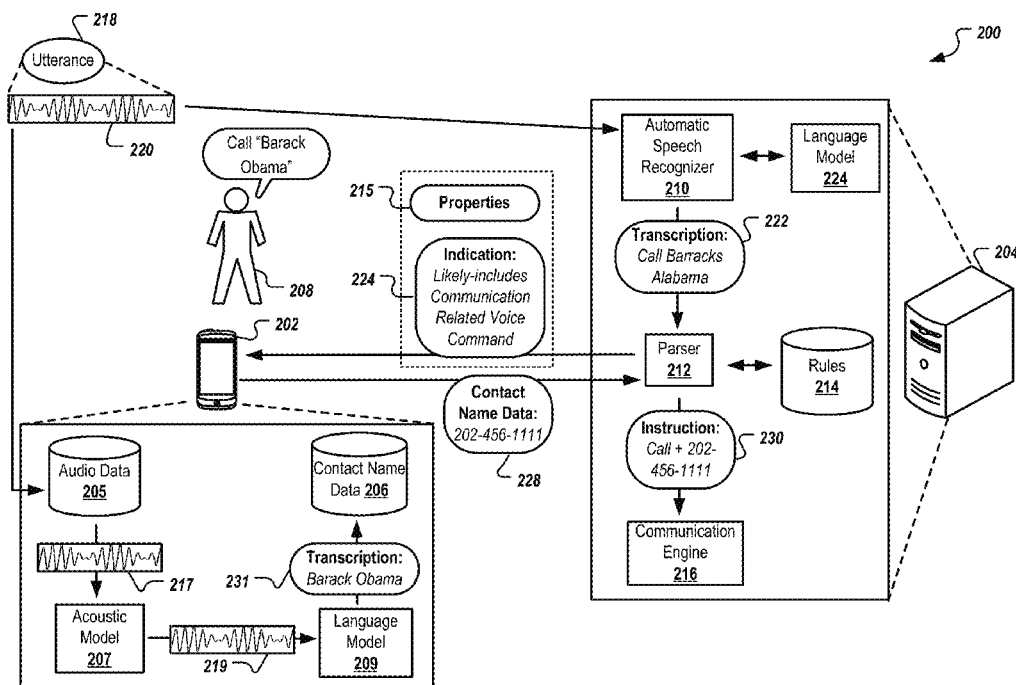 218
Utterance
220
200
Call “Barack
Obama”
208
202
215
Properties
224
Indication:
Likely-includes
Communication
Related Voice
Command
Automatic
Speech
Recognizer
210
Language
Model
224
Transcription:
Call Barracks
Alabama
222
204
Parser
212
Rules
214
Contact
Name Data:
202-456-1111
228
Instruction:
Call + 202-
456-1111
230
Communication
Engine
216
Audio Data
205
Contact Name
Data 206
217
231
Transcription:
Barack Obama
Acoustic
Model
207
219
Language
Model
209